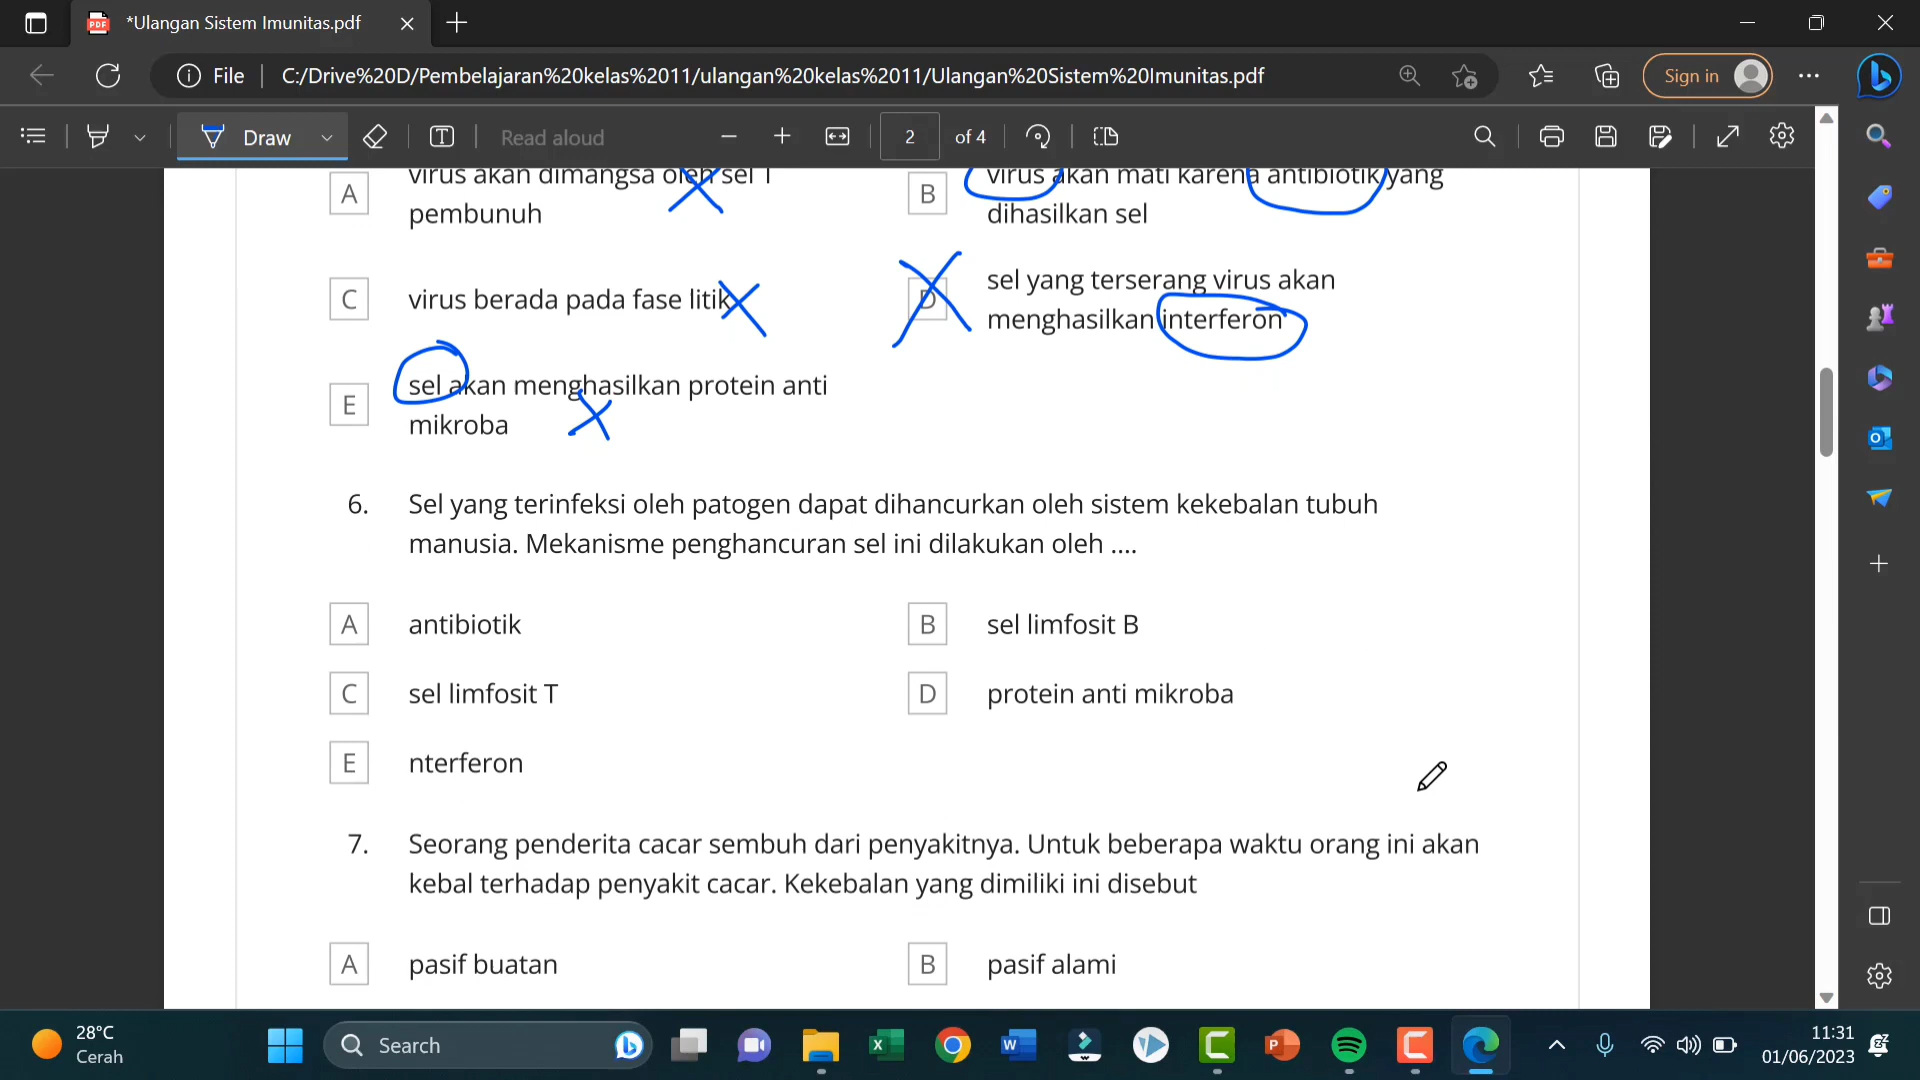 *Ulangan Sistem Imunitas.pdf
File
C:/Drive%20D/Pembelajaran%20kelas%2011/ulangan%20kelas%2011/Ulangan%20Sistem%20Imunitas.pdf
Sign in
Draw
Read aloud
2
of 4
A
virus akan dimangsa oleh sel T
pembunuh
B
virus akan mati karena antibiotik yang
dihasilkan sel
C
virus berada pada fase litik
D
sel yang terserang virus akan
menghasilkan interferon
E
sel akan menghasilkan protein anti
mikroba
6.
Sel yang terinfeksi oleh patogen dapat dihancurkan oleh sistem kekebalan tubuh
manusia. Mekanisme penghancuran sel ini dilakukan oleh ....
A
antibiotik
B
sel limfosit B
C
sel limfosit T
D
protein anti mikroba
E
nterferon
7.
Seorang penderita cacar sembuh dari penyakitnya. Untuk beberapa waktu orang ini akan
kebal terhadap penyakit cacar. Kekebalan yang dimiliki ini disebut
A
pasif buatan
B
pasif alami
28°C
Cerah
Search
11:31
01/06/2023